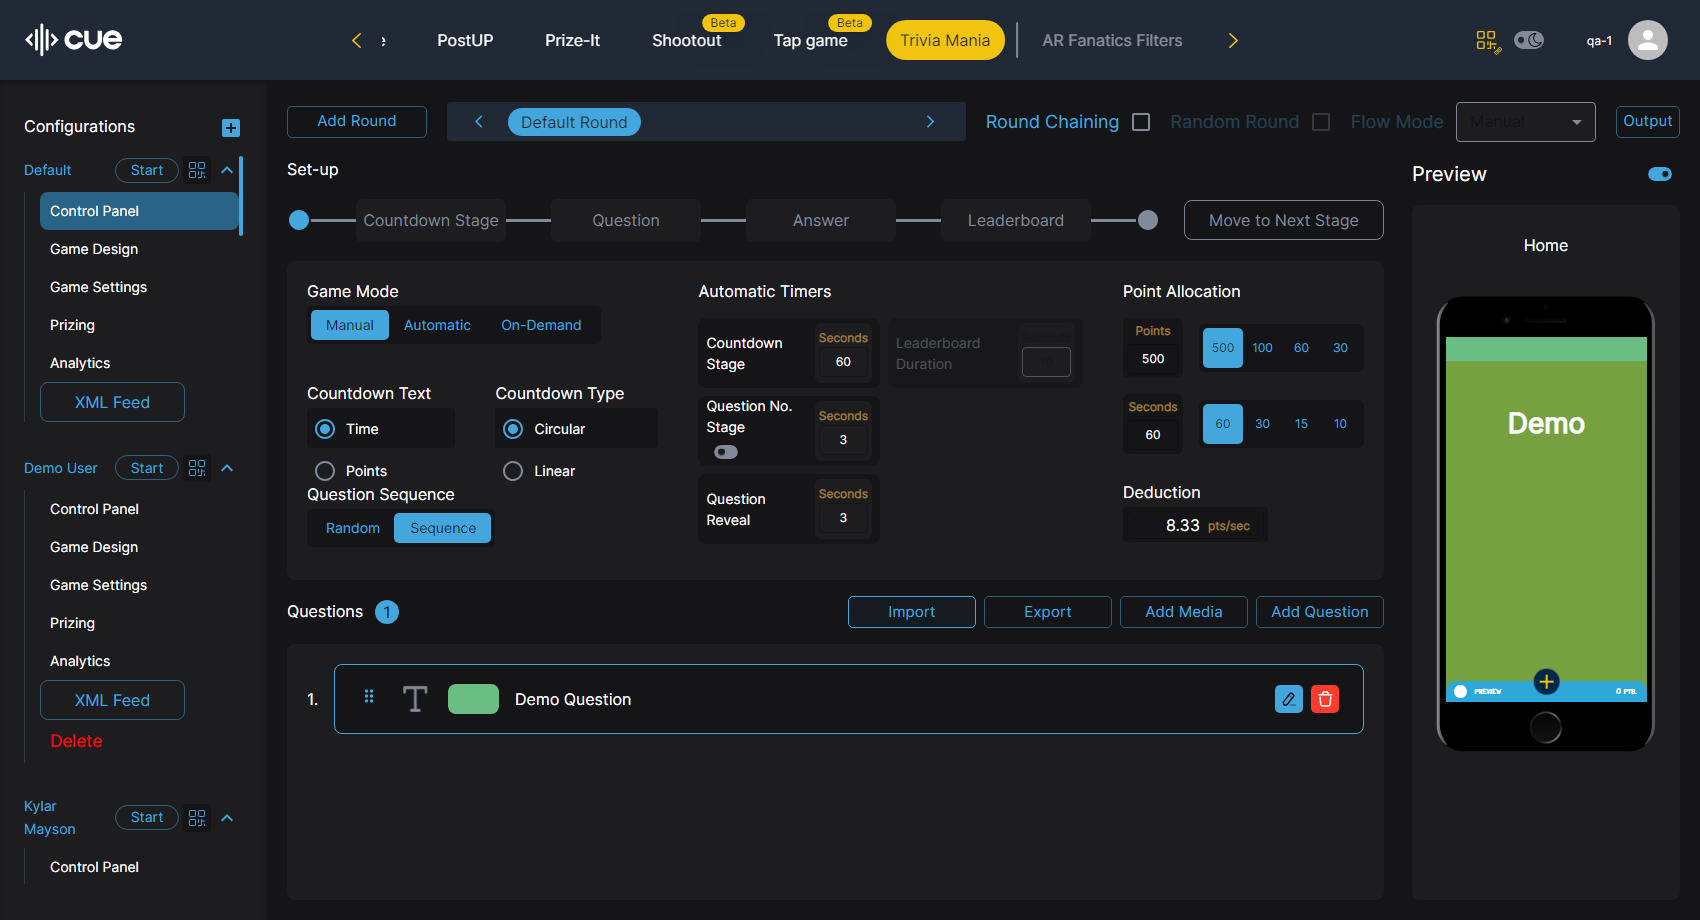 cue
e
PostUP
Prize-It
Beta
Shootout
Beta
Tap game
Trivia Mania
AR Fanatics Filters
qa-1
Configurations
Default
Start
Control Panel
Game Design
Game Settings
Prizing
Analytics
XML Feed
Demo User
Start
Control Panel
Game Design
Game Settings
Prizing
Analytics
XML Feed
Delete
Kylar
Mayson
Start
Control Panel
Add Round
Default Round
Round Chaining
Random Round
Flow Mode
Manual
Output
Set-up
Countdown Stage
Question
Answer
Leaderboard
Move to Next Stage
Game Mode
Manual
Automatic
On-Demand
Countdown Text
Time
Points
Countdown Type
Circular
Linear
Question Sequence
Random
Sequence
Automatic Timers
Countdown
Stage
Seconds
60
Leaderboard
Duration
Question No.
Stage
Seconds
3
Question
Reveal
Seconds
3
Point Allocation
Points
500
500
100
60
30
Seconds
60
60
30
15
10
Deduction
8.33 pts/sec
Questions 1
Import
Export
Add Media
Add Question
1.
T
Demo Question
Preview
Home
Demo
PREVIEW
0 PTS.